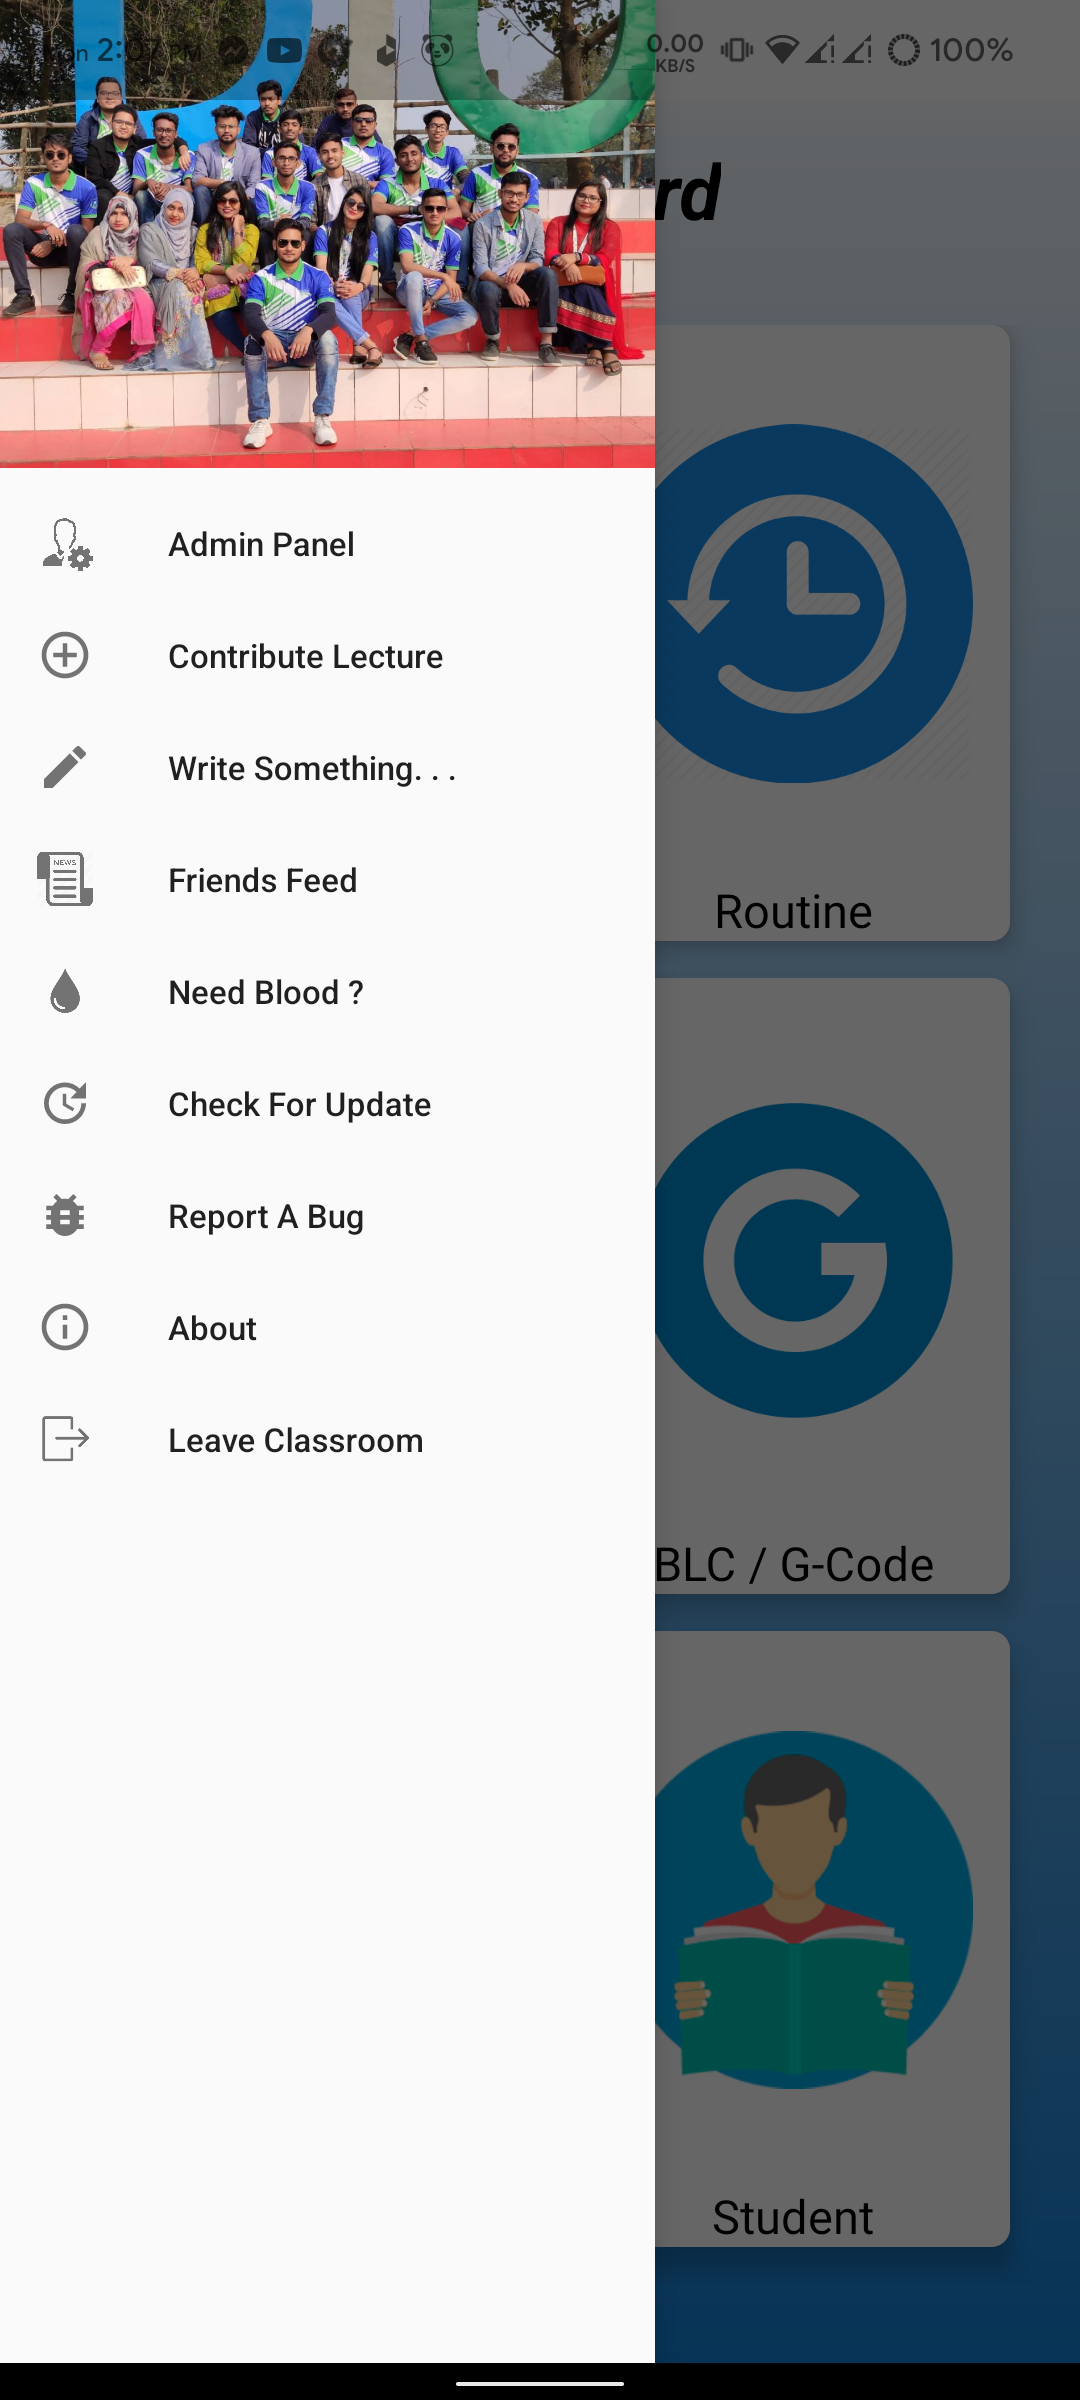 Mon 2:07 PM
0.00
KB/S
100%
rd
Admin Panel
Contribute Lecture
Write Something. . .
NEWS
Friends Feed
Need Blood ?
Check For Update
Report A Bug
About
Leave Classroom
Routine
BLC / G-Code
Student